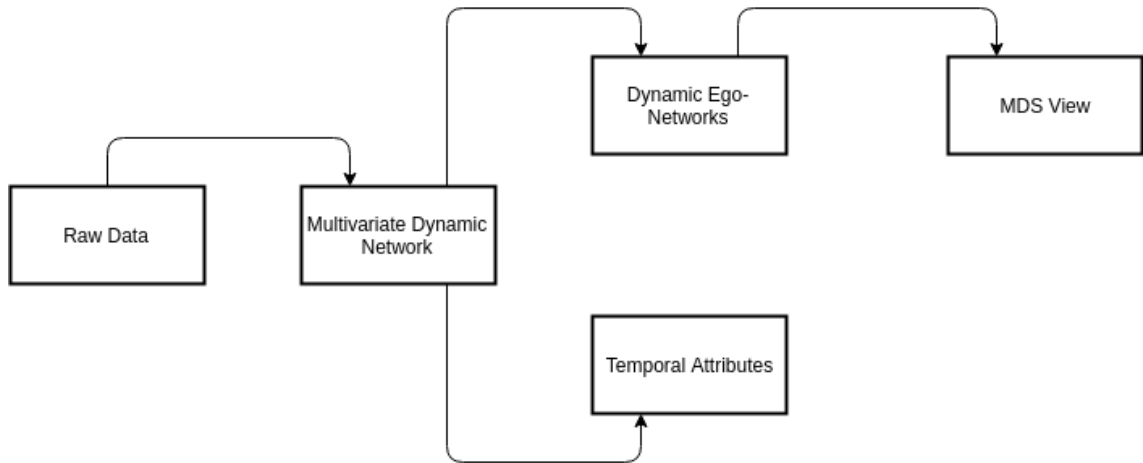 Dynamic Ego-
Networks
MDS View
Raw Data
Multivariate Dynamic
Network
Temporal Attributes